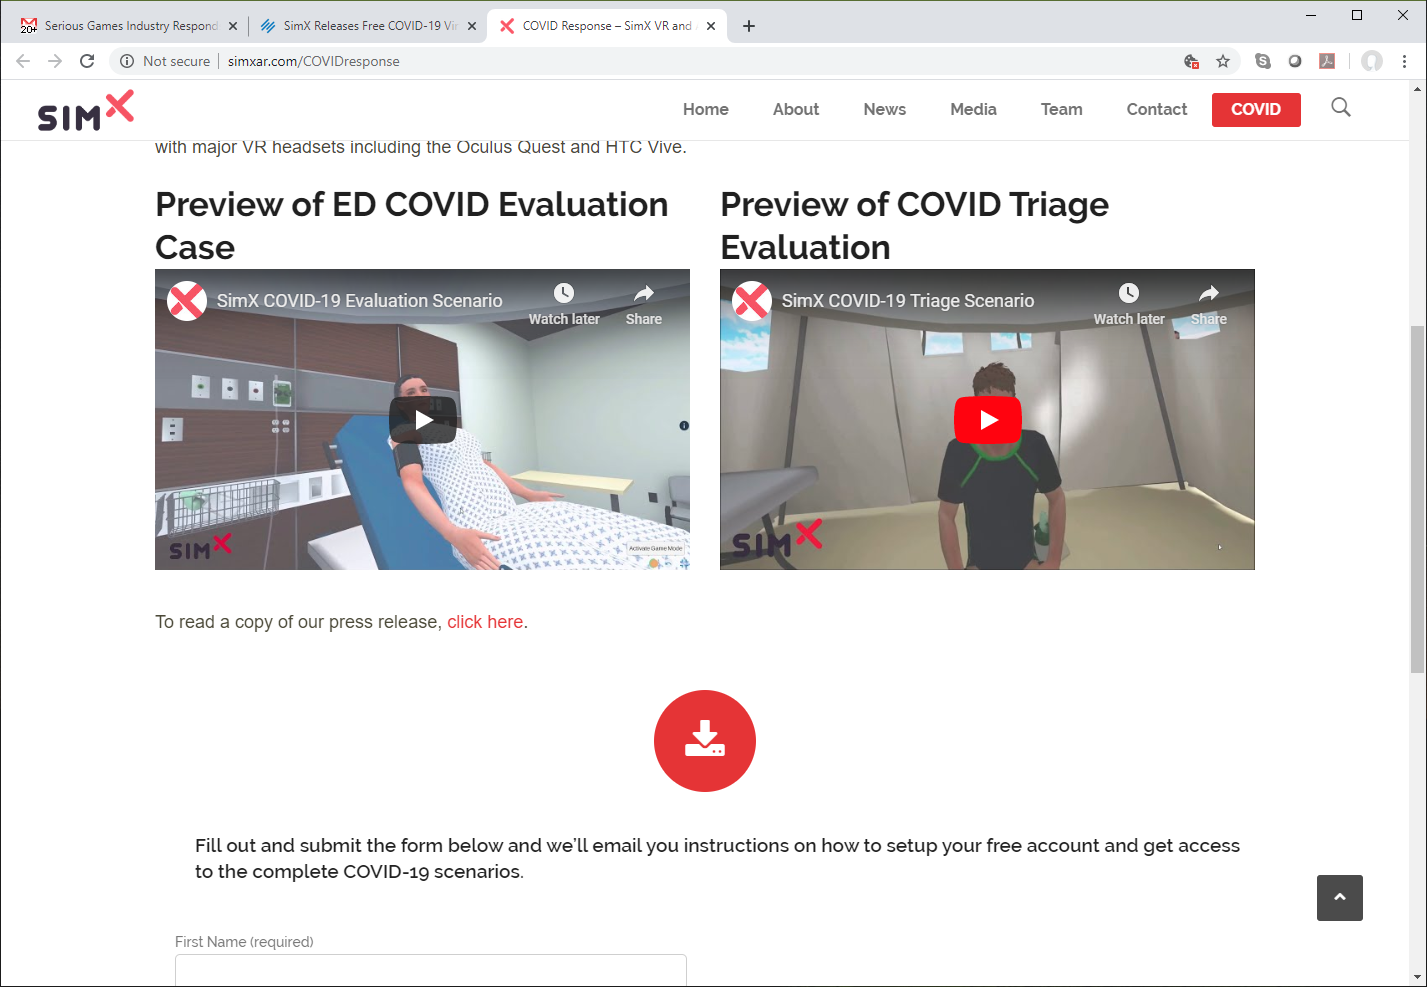 20+
Serious Games Industry Respond
SimX Releases Free COVID-19 Vir
COVID Response – SimX VR and
Not secure
simxar.com/COVIDresponse
SIMX
Home
About
News
Media
Team
Contact
COVID
with major VR headsets including the Oculus Quest and HTC Vive.
Preview of ED COVID Evaluation
Case
Preview of COVID Triage
Evaluation
SimX COVID-19 Evaluation Scenario
Watch later
Share
SimX COVID-19 Triage Scenario
Watch later
Share
SIMX
Activate Game Mode
SIMX
To read a copy of our press release, click here.
Fill out and submit the form below and we’ll email you instructions on how to setup your free account and get access
to the complete COVID-19 scenarios.
First Name (required)